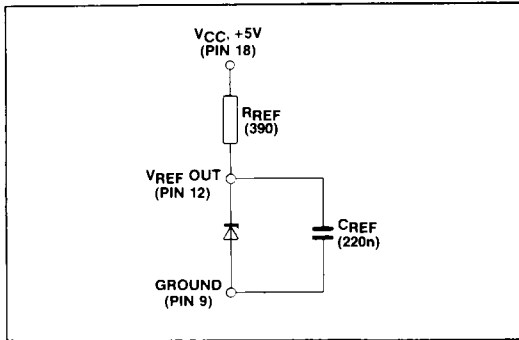 VCC, +5V
(PIN 18)
RREF
(390)
VREF OUT
(PIN 12)
CREF
(220n)
GROUND
(PIN 9)